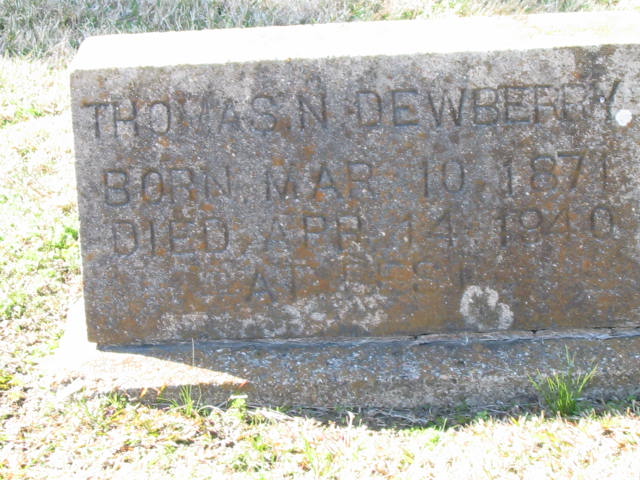 THOMAS N DEWBERRY
BORN MAR 10 1871
DIED APR 14 1940
AT REST